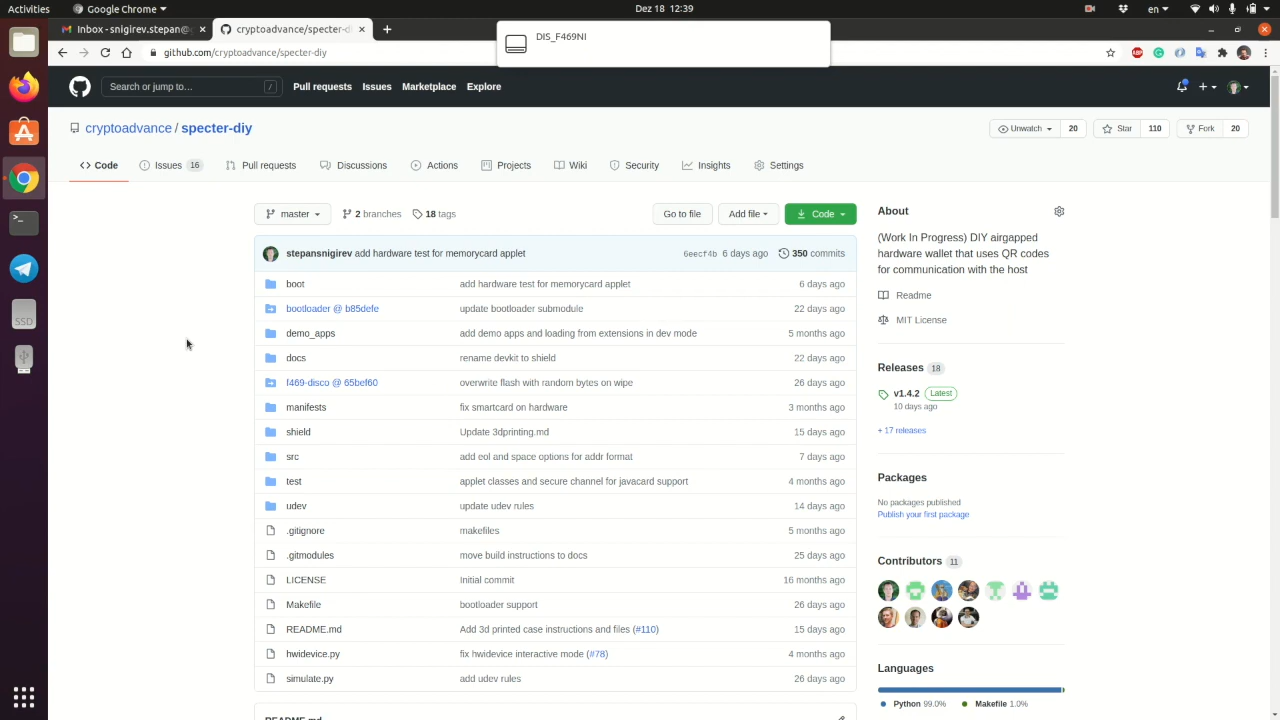 Activities Google Chrome Dez 18 12:39 en
Inbox - snigirev.stepan@ cryptoadvance/specter-d
DIS_F469NI
github.com/cryptoadvance/specter-diy
Search or jump to... / Pull requests Issues Marketplace Explore
cryptoadvance / specter-diy
Unwatch 20 Star 110 Fork 20
Code Issues 16 Pull requests Discussions Actions Projects Wiki Security Insights Settings
master 2 branches 18 tags Go to file Add file Code
stepansnigirev add hardware test for memorycard applet 6eecf4b 6 days ago 350 commits
boot add hardware test for memorycard applet 6 days ago
bootloader @ b85defe update bootloader submodule 22 days ago
demo_apps add demo apps and loading from extensions in dev mode 5 months ago
docs rename devkit to shield 22 days ago
f469-disco @ 65bef60 overwrite flash with random bytes on wipe 26 days ago
manifests fix smartcard on hardware 3 months ago
shield Update 3dprinting.md 15 days ago
src add eol and space options for addr format 7 days ago
test applet classes and secure channel for javacard support 4 months ago
udev update udev rules 14 days ago
.gitignore makefiles 5 months ago
.gitmodules move build instructions to docs 25 days ago
LICENSE Initial commit 16 months ago
Makefile bootloader support 26 days ago
README.md Add 3d printed case instructions and files (#110) 15 days ago
hwidevice.py fix hwidevice interactive mode (#78) 4 months ago
simulate.py add udev rules 26 days ago
README.md
About
(Work In Progress) DIY airgapped
hardware wallet that uses QR codes
for communication with the host
Readme
MIT License
Releases 18
v1.4.2 Latest
10 days ago
+ 17 releases
Packages
No packages published
Publish your first package
Contributors 11
Languages
Python 99.0% Makefile 1.0%
SSD
ABP